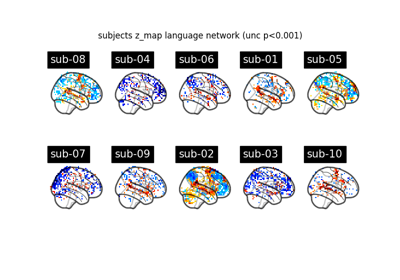 subjects z_map language network (unc p<0.001)
sub-08 sub-04 sub-06 sub-01 sub-05
sub-07 sub-09 sub-02 sub-03 sub-10